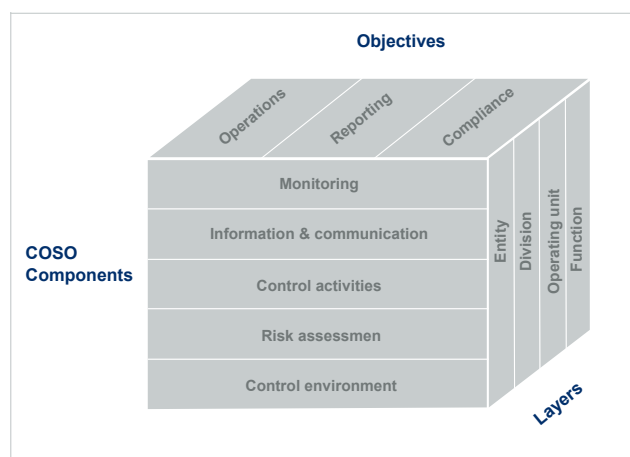 Objectives
Operations
Reporting
Compliance
Monitoring
Information & communication
COSO
Components
Control activities
Risk assessmen
Control environment
Entity
Division
Operating unit
Function
Layers